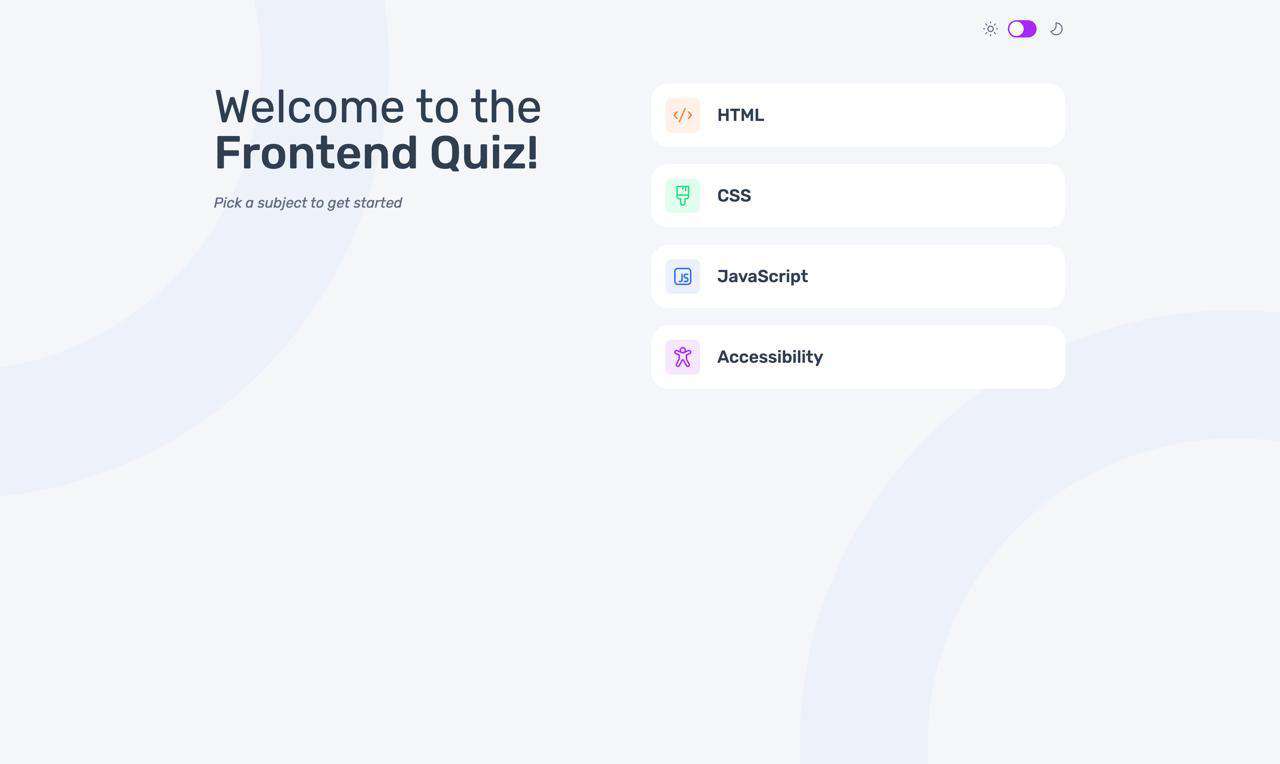 Welcome to the
Frontend Quiz!
Pick a subject to get started
HTML
CSS
JS
JavaScript
Accessibility